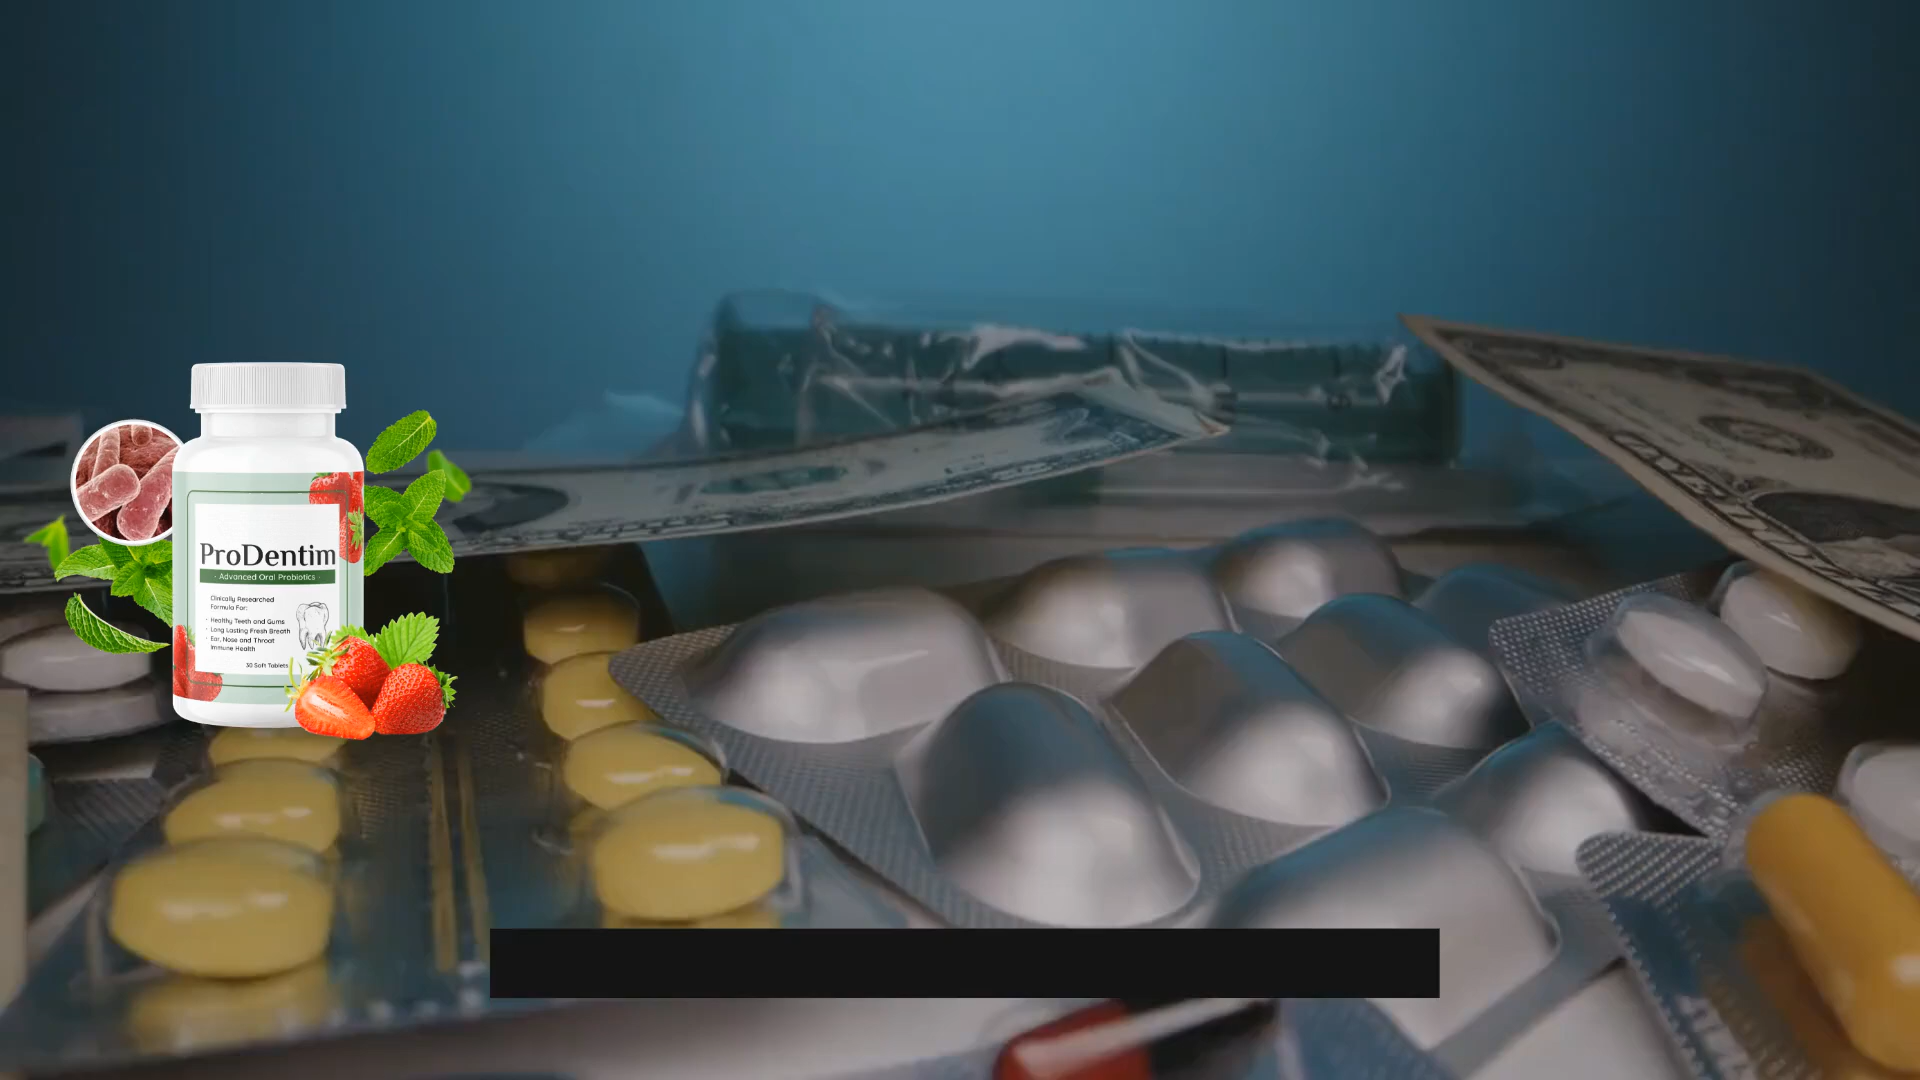 ProDentim
· Advanced Oral Probiotics ·
Clinically Researched
Formula For:
· Healthy Teeth and Gums
· Long Lasting Fresh Breath
· Ear, Nose and Throat
Immune Health
30 Soft Tablets